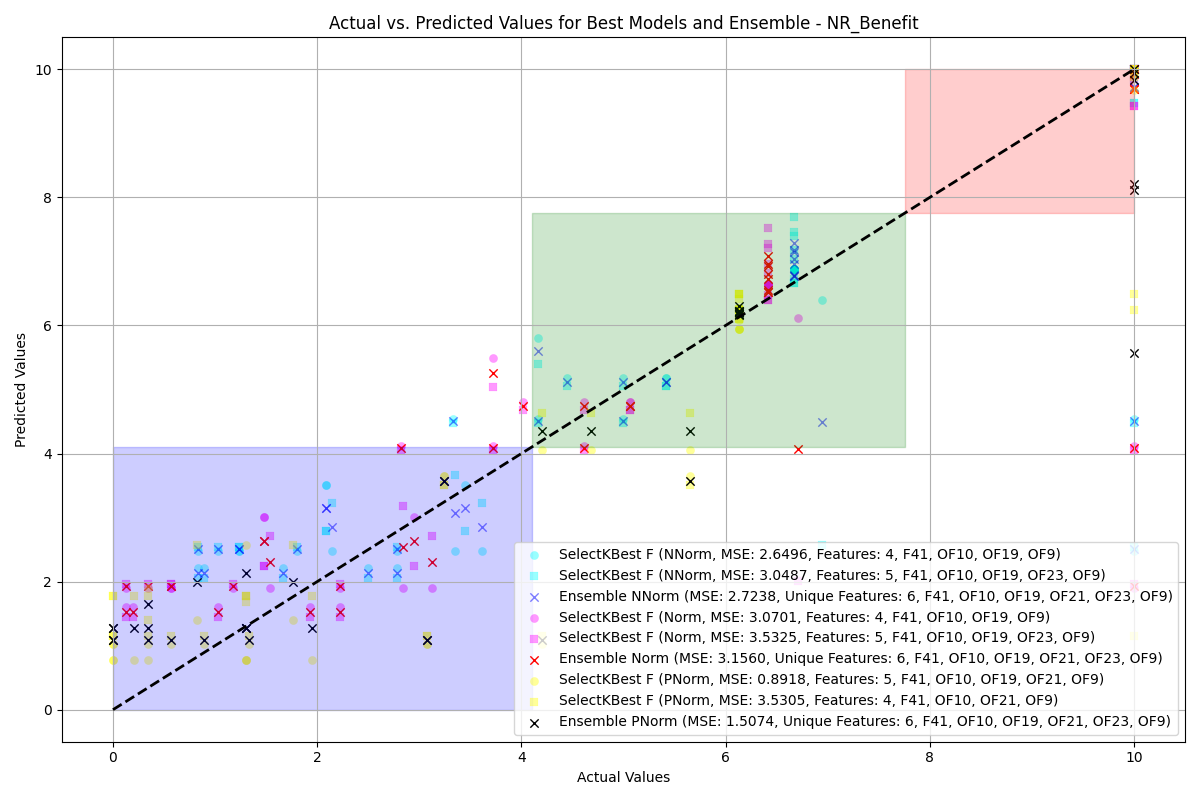 Actual vs. Predicted Values for Best Models and Ensemble - NR_Benefit
10
8
6
4
2
0
Predicted Values
SelectKBest F (NNorm, MSE: 2.6496, Features: 4, F41, OF10, OF19, OF9)
SelectKBest F (NNorm, MSE: 3.0487, Features: 5, F41, OF10, OF19, OF23, OF9)
Ensemble NNorm (MSE: 2.7238, Unique Features: 6, F41, OF10, OF19, OF21, OF23, OF9)
SelectKBest F (Norm, MSE: 3.0701, Features: 4, F41, OF10, OF19, OF9)
SelectKBest F (Norm, MSE: 3.5325, Features: 5, F41, OF10, OF19, OF23, OF9)
Ensemble Norm (MSE: 3.1560, Unique Features: 6, F41, OF10, OF19, OF21, OF23, OF9)
SelectKBest F (PNorm, MSE: 0.8918, Features: 5, F41, OF10, OF19, OF21, OF9)
SelectKBest F (PNorm, MSE: 3.5305, Features: 4, F41, OF10, OF21, OF9)
Ensemble PNorm (MSE: 1.5074, Unique Features: 6, F41, OF10, OF19, OF21, OF23, OF9)
0 2 4 6 8 10
Actual Values